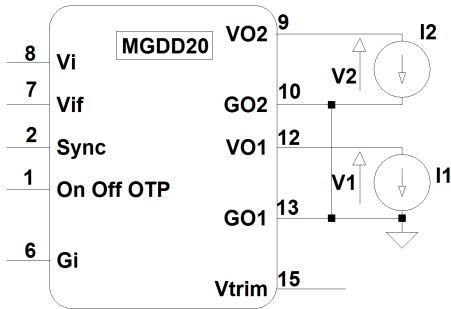 MGDD20
8 Vi
7 Vif
2 Sync
1 On Off OTP
6 Gi
VO2 9
GO2 10
VO1 12
GO1 13
Vtrim 15
V2
I2
V1
I1